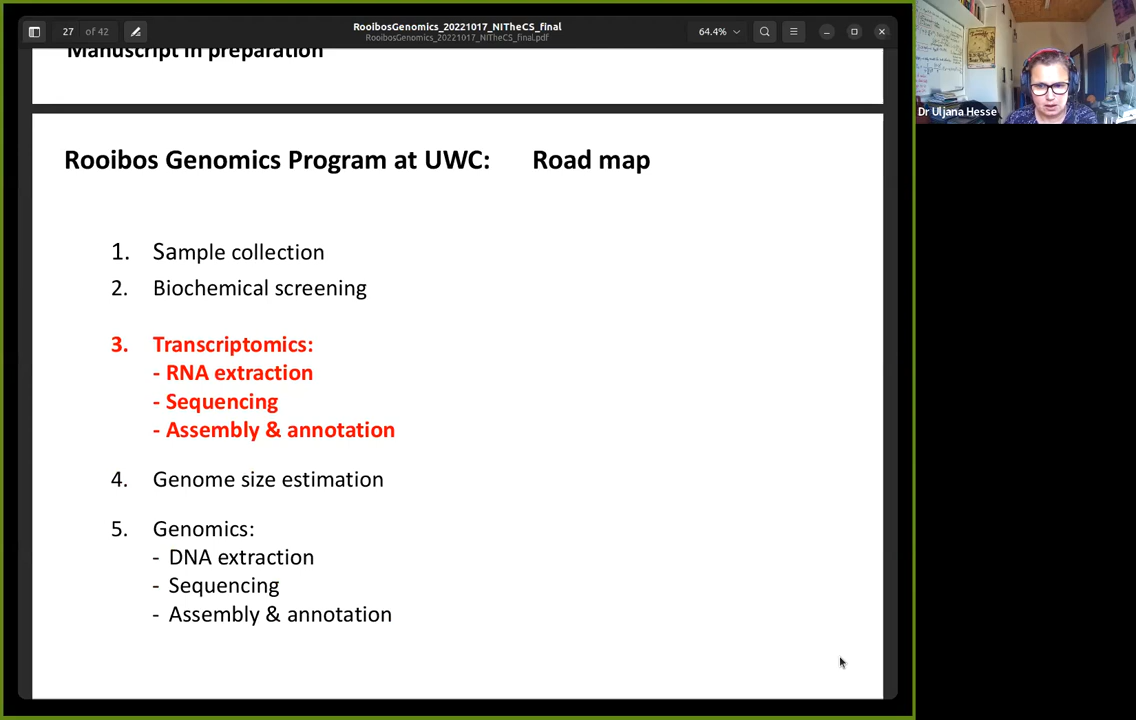 27 of 42
RooibosGenomics_20221017_NITheCS_final
RooibosGenomics_20221017_NITheCS_final.pdf
64.4%
Manuscript in preparation
Dr Uljana Hesse
Rooibos Genomics Program at UWC: Road map
1. Sample collection
2. Biochemical screening
3. Transcriptomics:
- RNA extraction
- Sequencing
- Assembly & annotation
4. Genome size estimation
5. Genomics:
- DNA extraction
- Sequencing
- Assembly & annotation